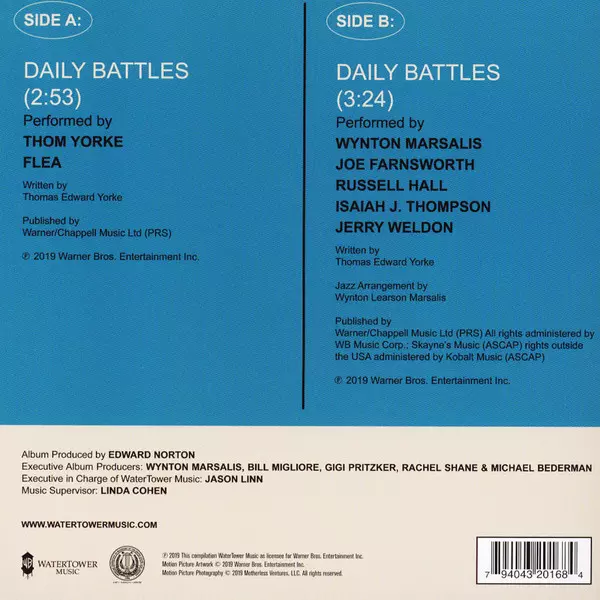 SIDE A:
DAILY BATTLES
(2:53)
Performed by
THOM YORKE
FLEA
Written by
Thomas Edward Yorke
Published by
Warner/Chappell Music Ltd (PRS)
℗ 2019 Warner Bros. Entertainment Inc.
SIDE B:
DAILY BATTLES
(3:24)
Performed by
WYNTON MARSALIS
JOE FARNSWORTH
RUSSELL HALL
ISAIAH J. THOMPSON
JERRY WELDON
Written by
Thomas Edward Yorke
Jazz Arrangement by
Wynton Learson Marsalis
Published by
Warner/Chappell Music Ltd (PRS) All rights administered by
WB Music Corp.; Skayne's Music (ASCAP) rights outside
the USA administered by Kobalt Music (ASCAP)
℗ 2019 Warner Bros. Entertainment Inc.
Album Produced by EDWARD NORTON
Executive Album Producers: WYNTON MARSALIS, BILL MIGLIORE, GIGI PRITZKER, RACHEL SHANE & MICHAEL BEDERMAN
Executive in Charge of WaterTower Music: JASON LINN
Music Supervisor: LINDA COHEN
WWW.WATERTOWERMUSIC.COM
WATERTOWER
MUSIC
℗ 2019 This compilation WaterTower Music as licensee for Warner Bros. Entertainment Inc.
Motion Picture Artwork © 2019 Warner Bros. Entertainment Inc.
Motion Picture Photography © 2019 Motherless Ventures, LLC. All rights reserved.
7 94043 20168 4